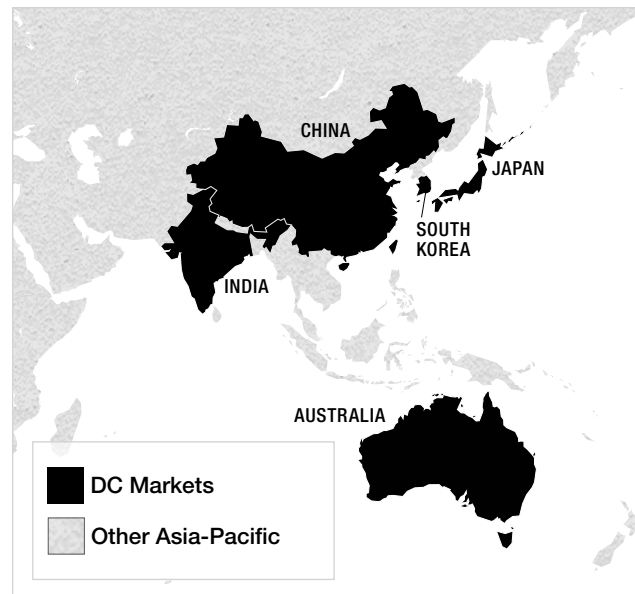 CHINA
JAPAN
SOUTH
KOREA
INDIA
AUSTRALIA
DC Markets
Other Asia-Pacific